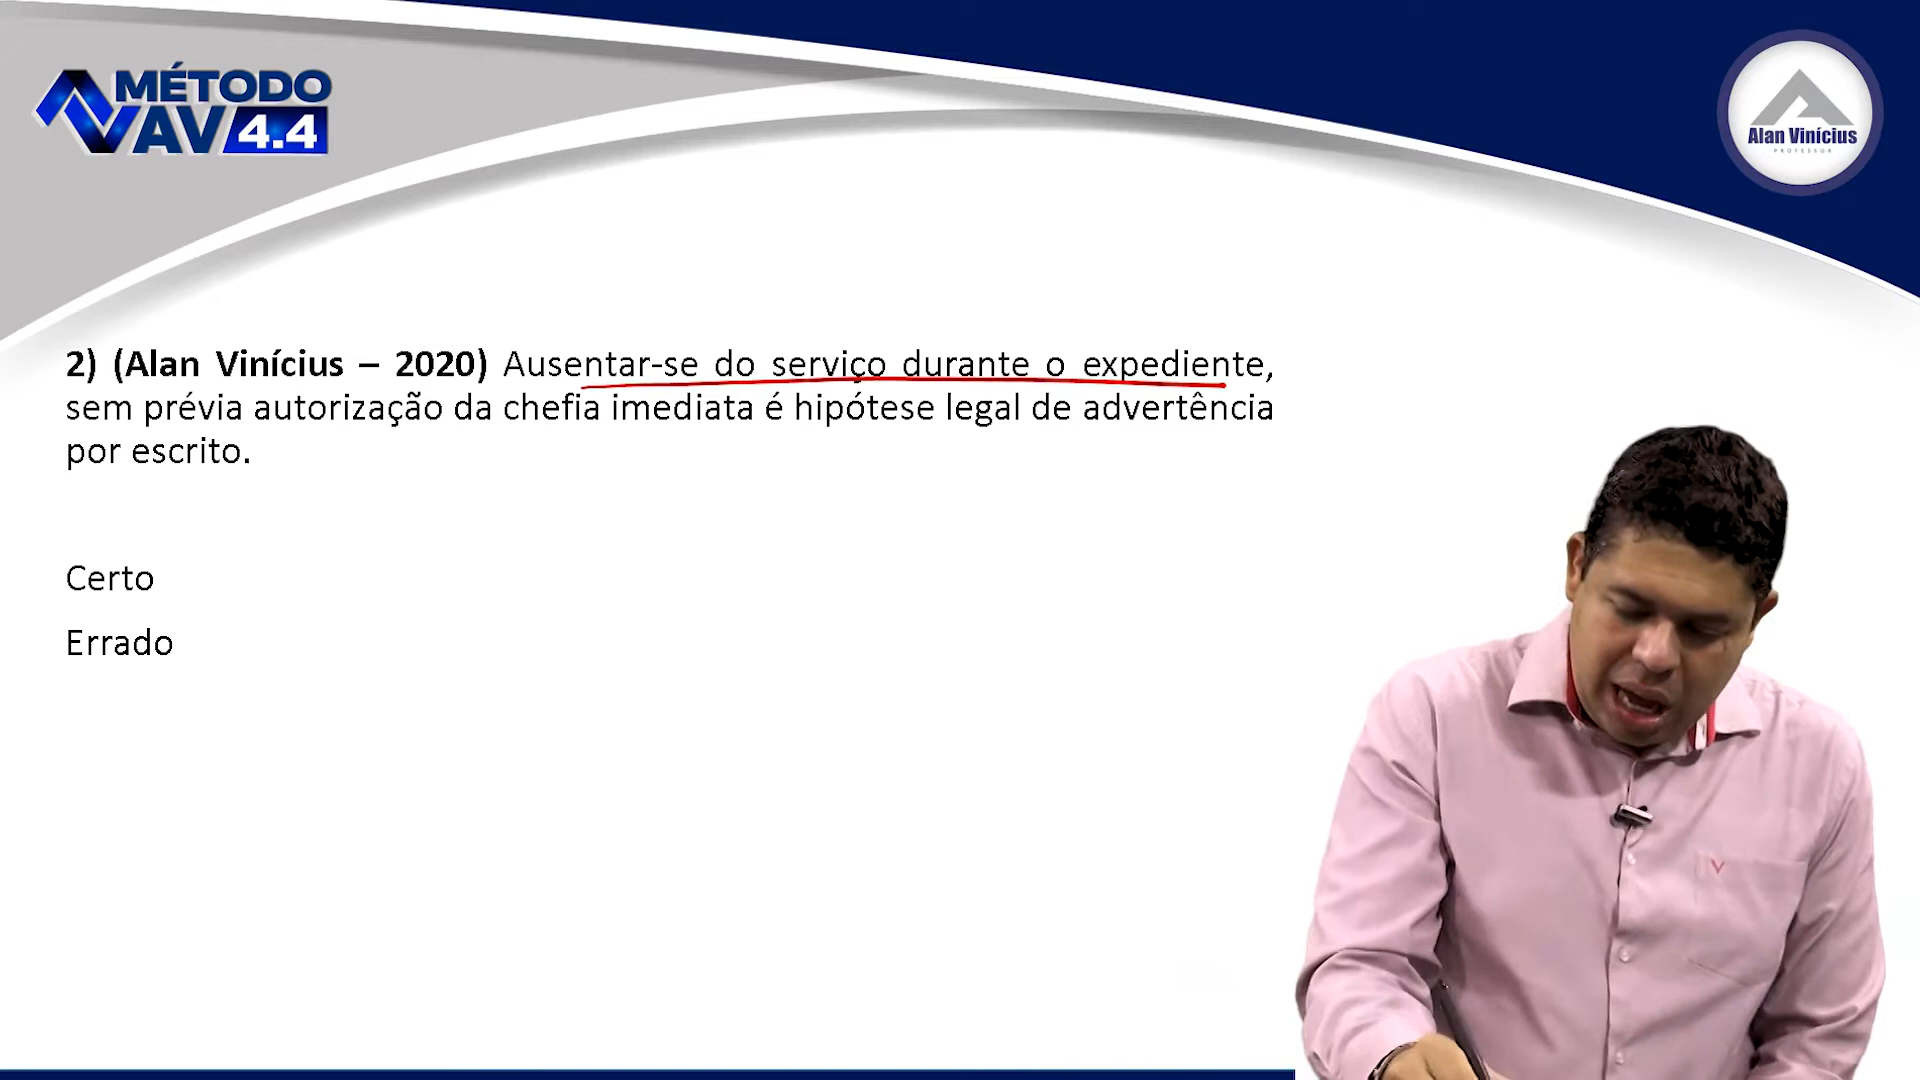 MÉTODO
AV 4.4
Alan Vinícius
PROFESSOR
2) (Alan Vinícius – 2020) Ausentar-se do serviço durante o expediente,
sem prévia autorização da chefia imediata é hipótese legal de advertência
por escrito.
Certo
Errado